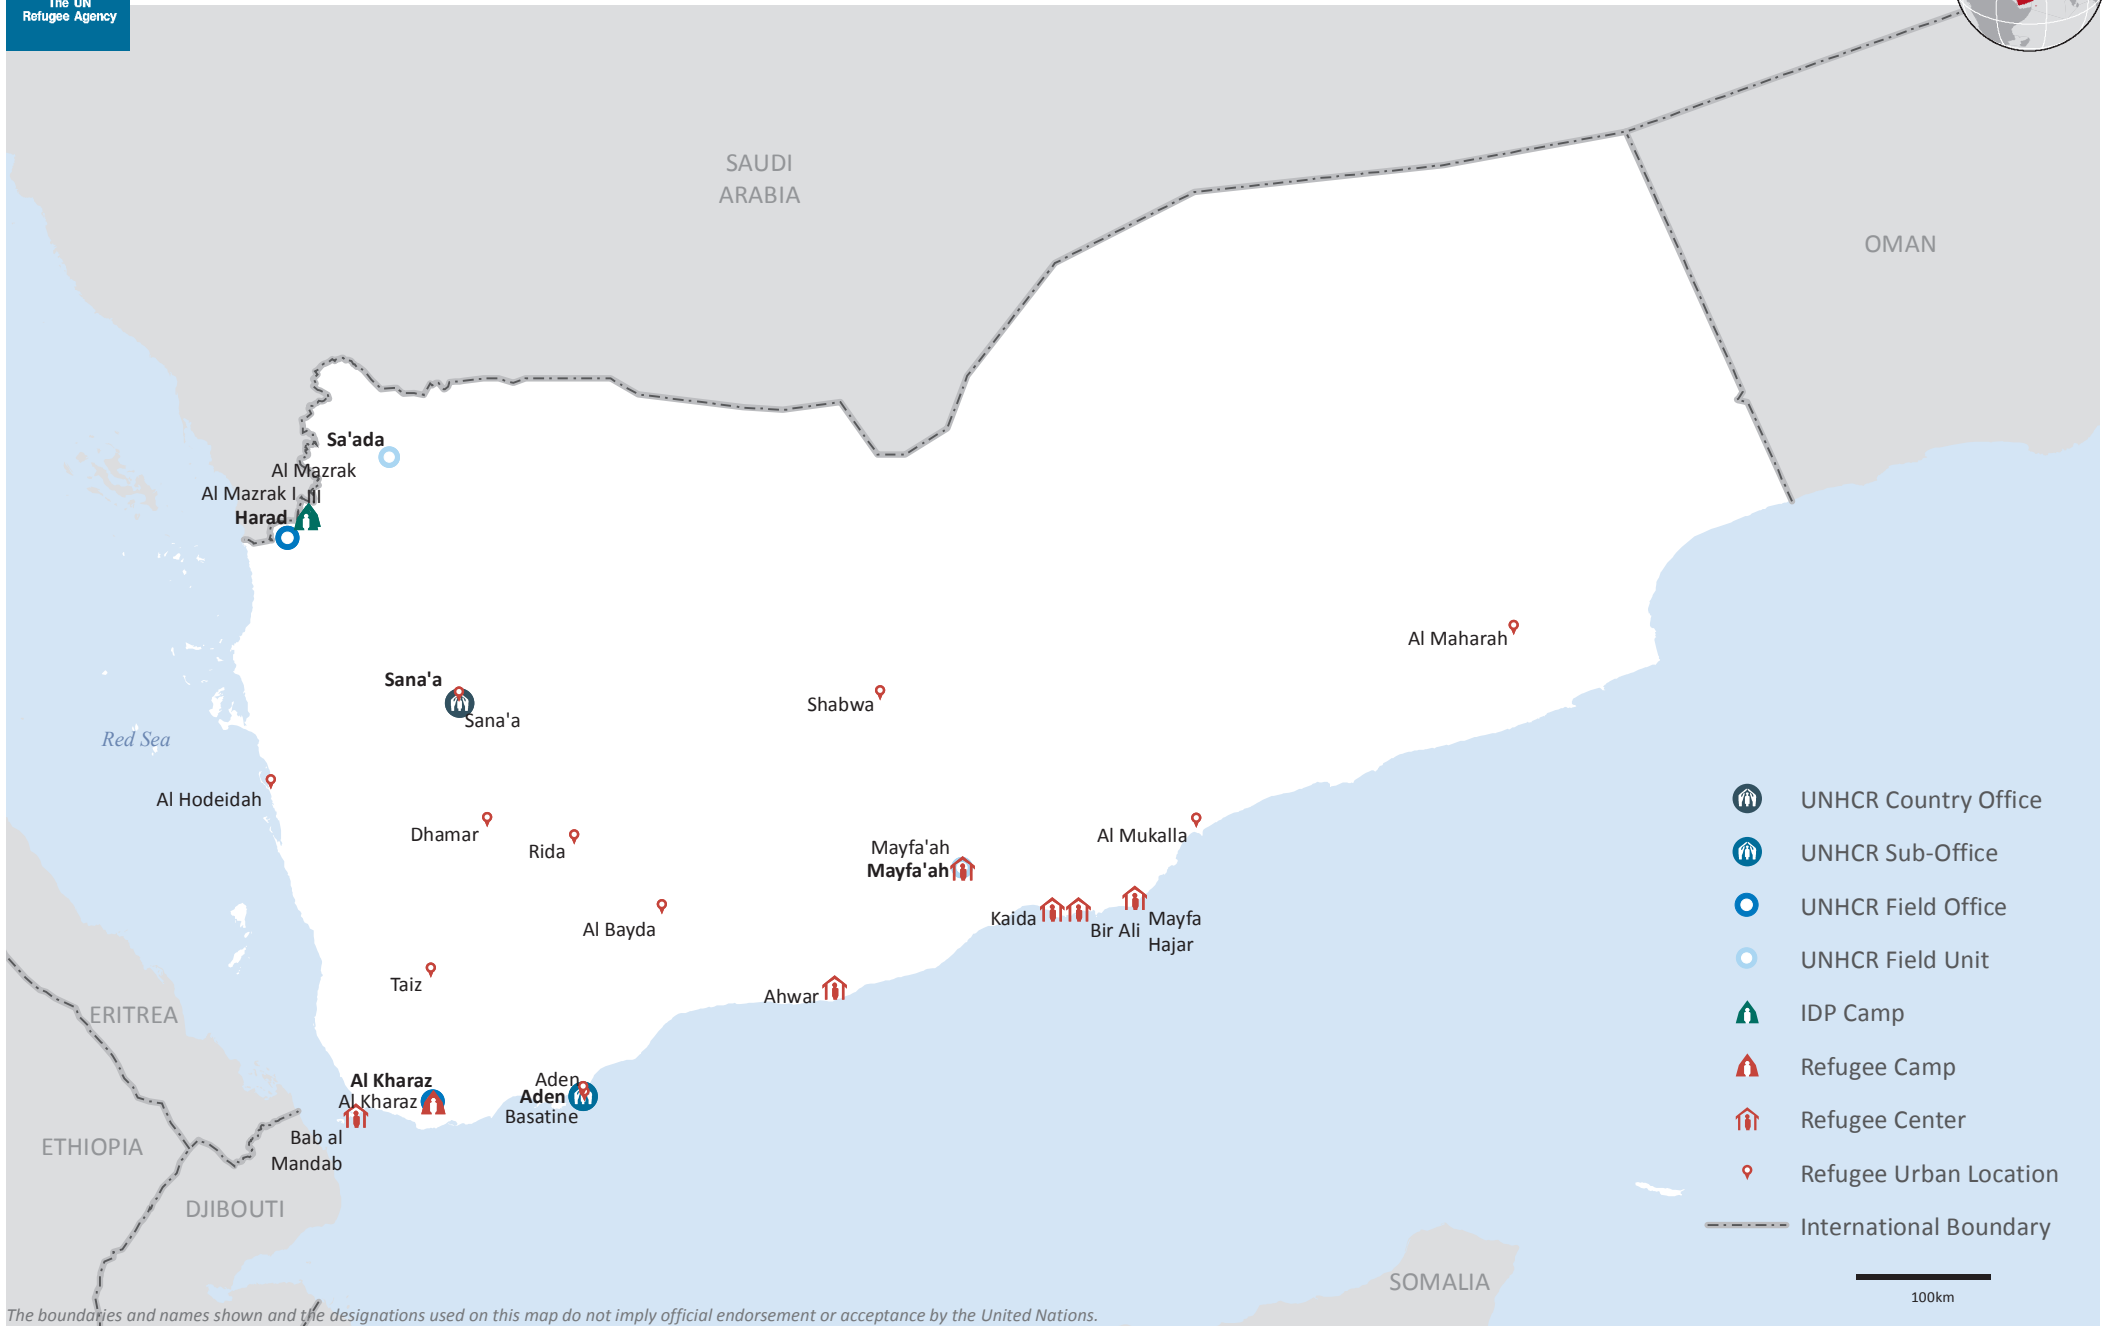 The UN
Refugee Agency
SAUDI
ARABIA
OMAN
Sa'ada
Al Mazrak
Al Mazrak I
III
Harad
Al Maharah
Sana'a
Sana'a
Shabwa
Red Sea
Al Hodeidah
Dhamar
Rida
Mayfa'ah
Mayfa'ah
Al Mukalla
Al Bayda
Kaida
Bir Ali
Mayfa
Hajar
Taiz
Ahwar
ERITREA
Al Kharaz
Al Kharaz
Aden
Aden
Basatine
Bab al
Mandab
ETHIOPIA
DJIBOUTI
SOMALIA
UNHCR Country Office
UNHCR Sub-Office
UNHCR Field Office
UNHCR Field Unit
IDP Camp
Refugee Camp
Refugee Center
Refugee Urban Location
International Boundary
100km
The boundaries and names shown and the designations used on this map do not imply official endorsement or acceptance by the United Nations.